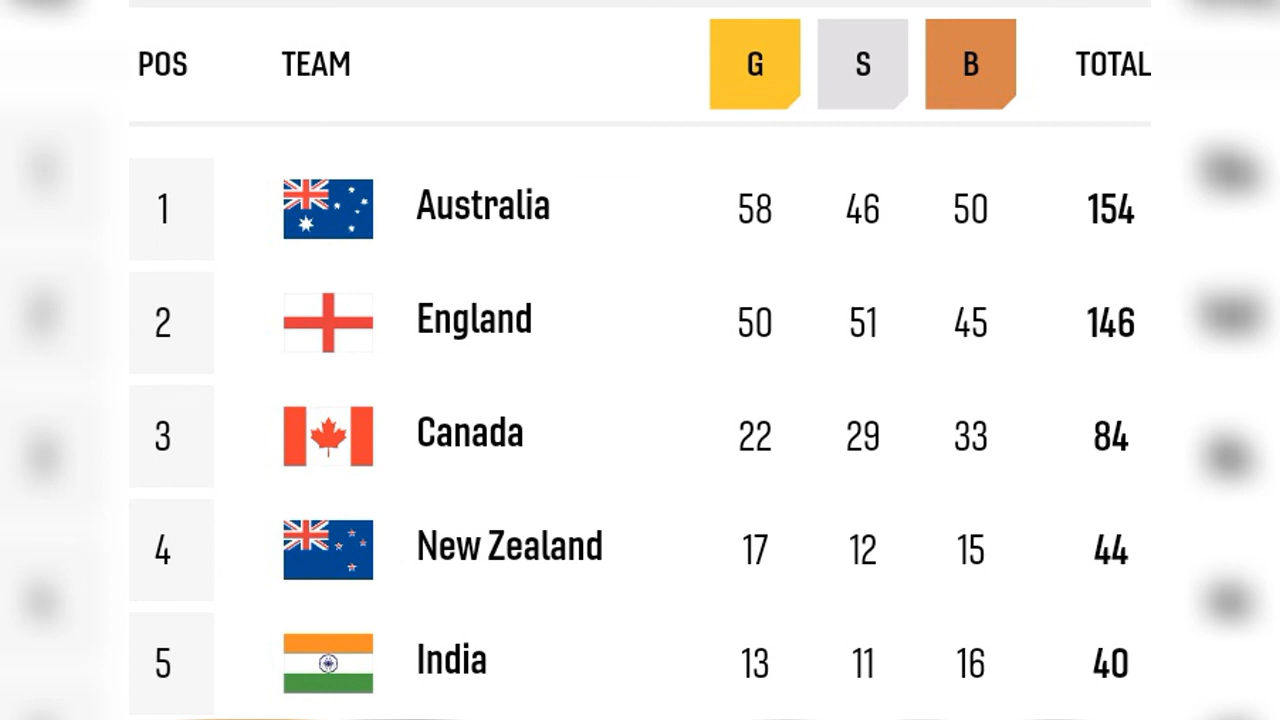 POS TEAM G S B TOTAL
1 Australia 58 46 50 154
2 England 50 51 45 146
3 Canada 22 29 33 84
4 New Zealand 17 12 15 44
5 India 13 11 16 40